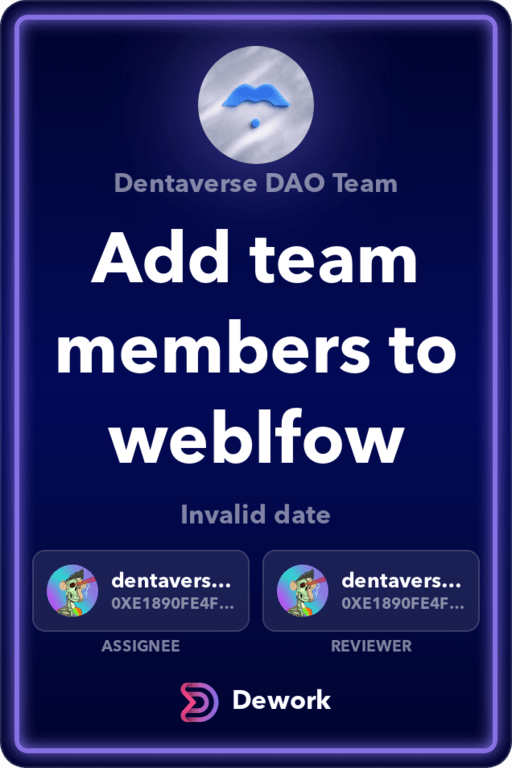 Dentaverse DAO Team
Add team
members to
weblfow
Invalid date
dentavers...
0XE1890FE4F...
ASSIGNEE
dentavers...
0XE1890FE4F...
REVIEWER
Dework